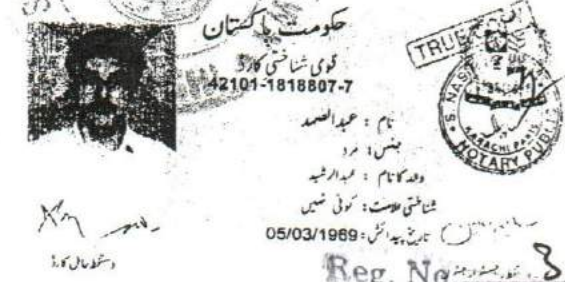 حکومت پاکستان
قومی شناختی کارڈ
42101-1818807-7
TRUE
نام : عبدالصمد
جنس : مرد
والد کا نام : عبدالرشید
شناختی علامت : کوئی نہیں
تاریخ پیدائش : 05/03/1969
دستخط حامل کارڈ
KARACHI PAKIS
NOTARY PUBLIC
Reg. No